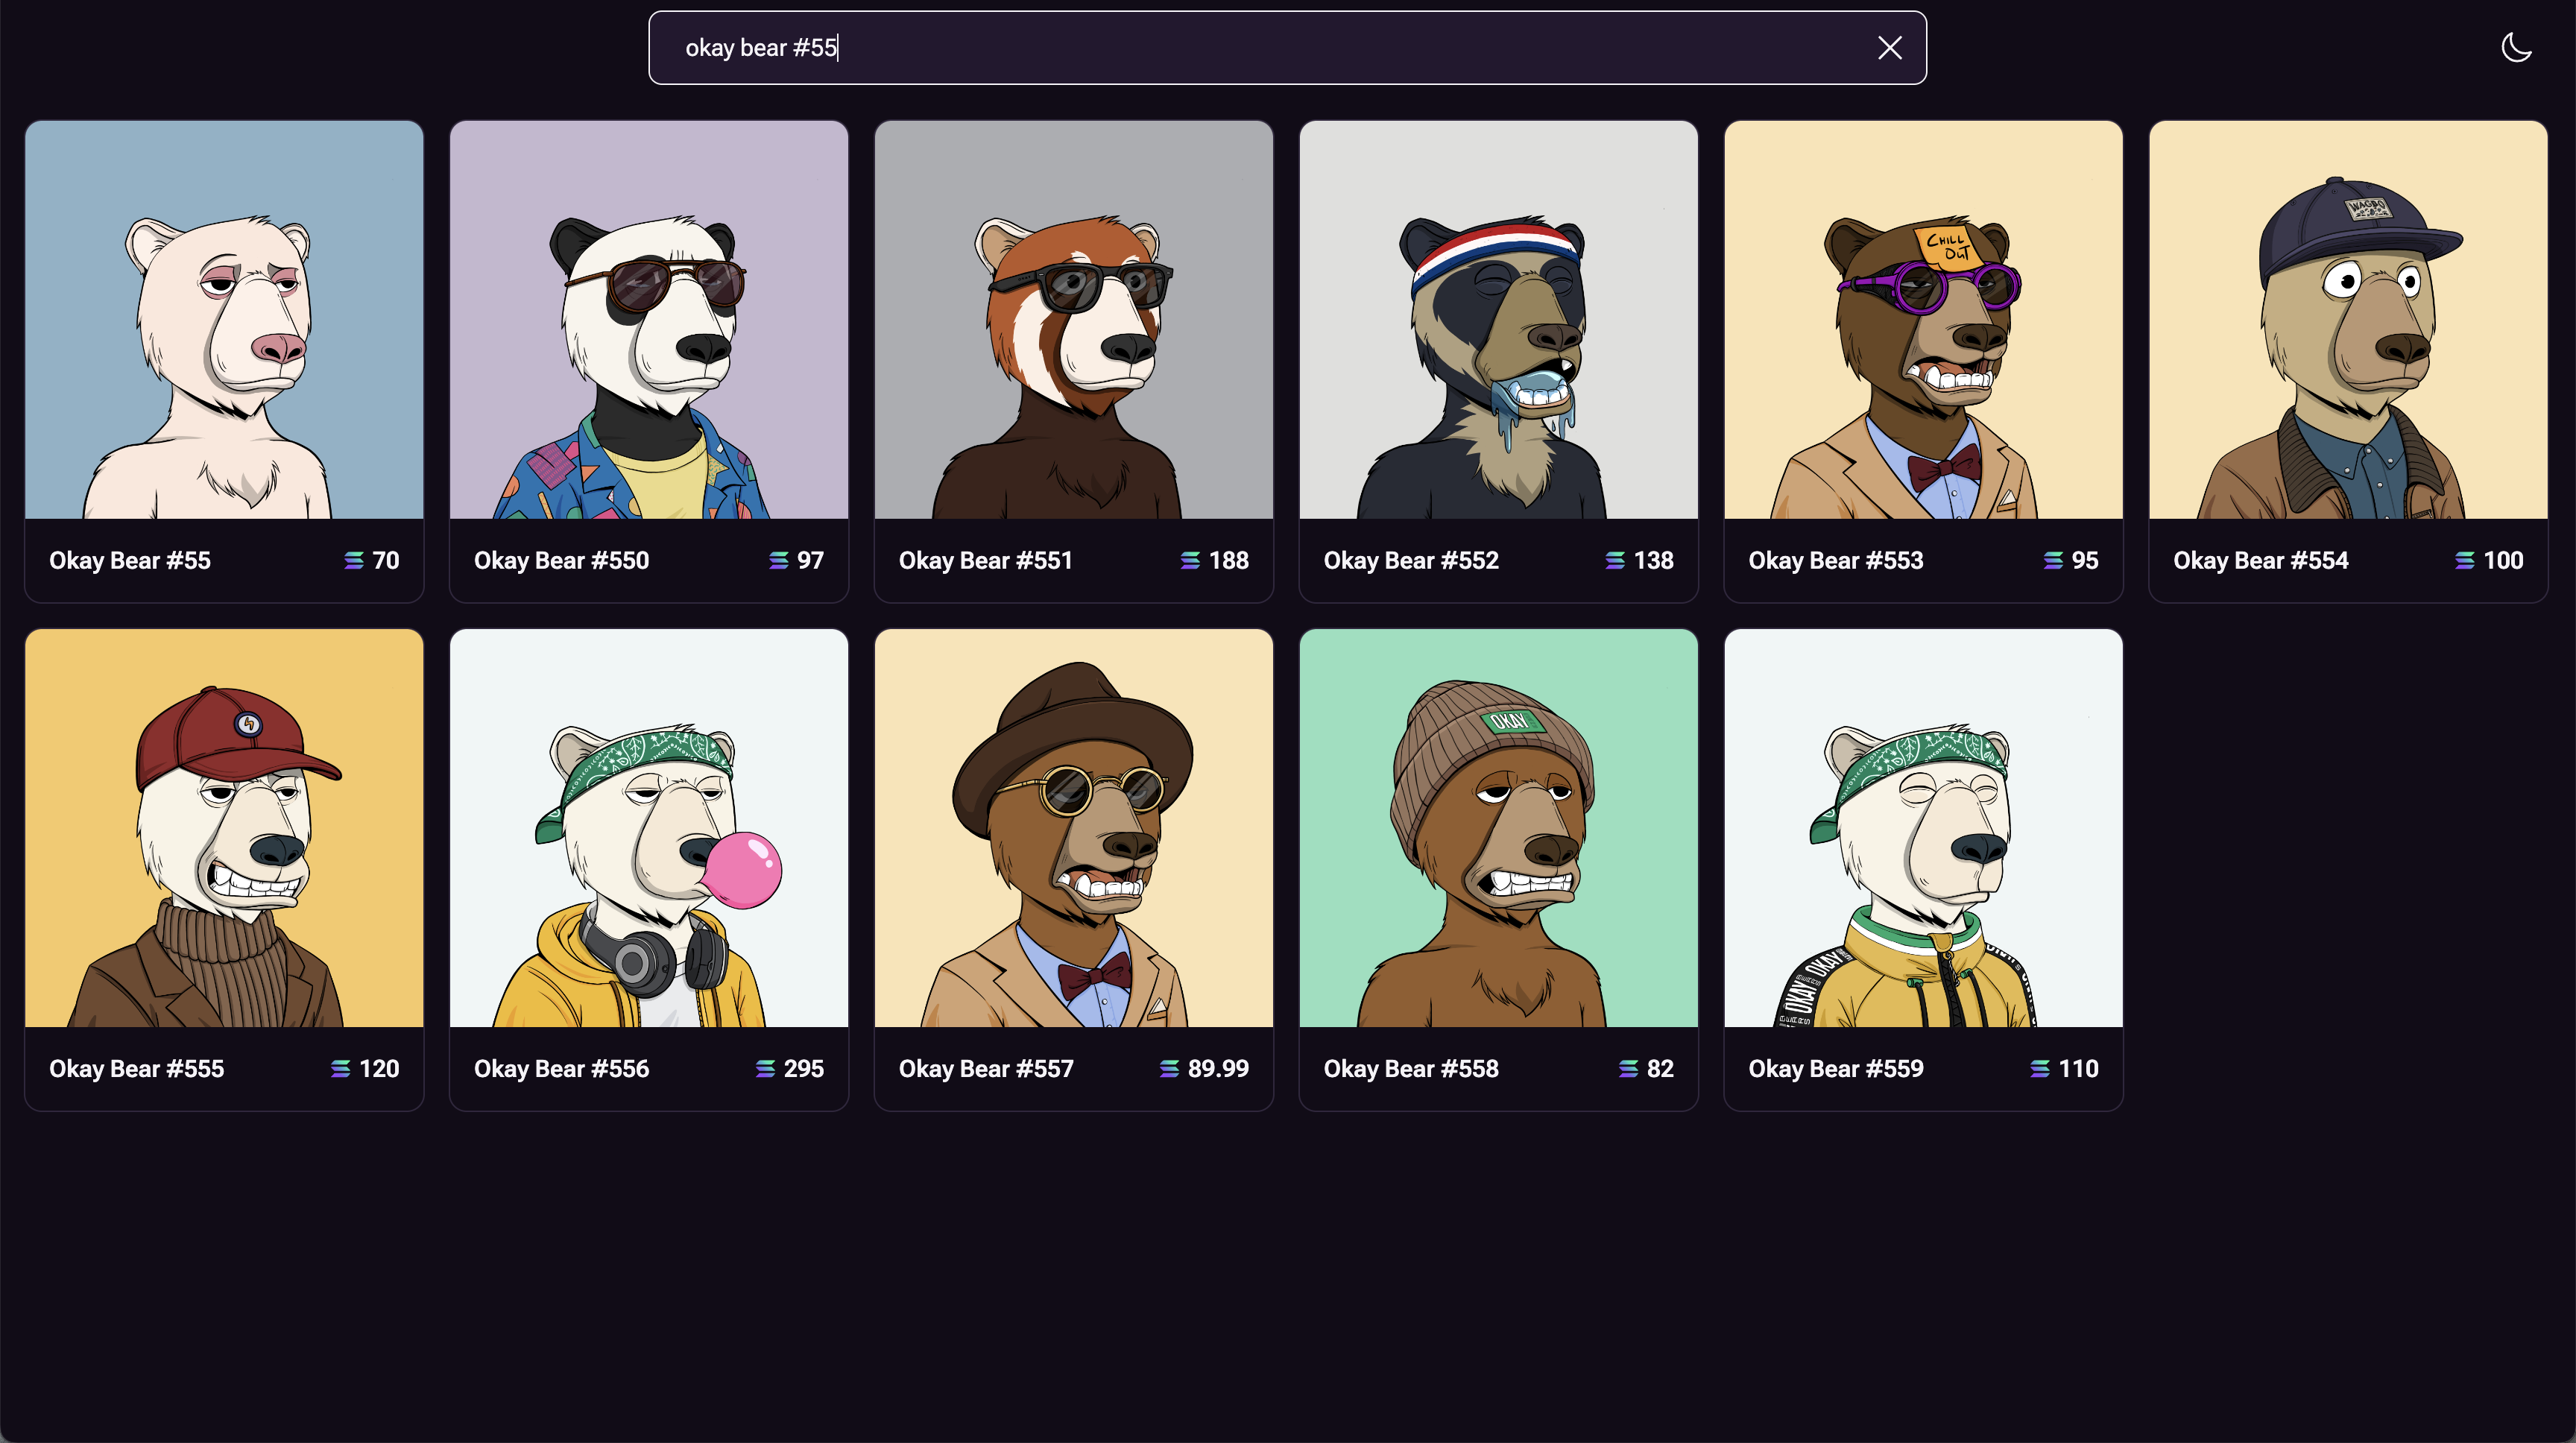 okay bear #55
CHILL
OUT
WAGBO
Okay Bear #55
70
Okay Bear #550
97
Okay Bear #551
188
Okay Bear #552
138
Okay Bear #553
95
Okay Bear #554
100
OKAY
OKAY
OKAY
Okay Bear #555
120
Okay Bear #556
295
Okay Bear #557
89.99
Okay Bear #558
82
Okay Bear #559
110